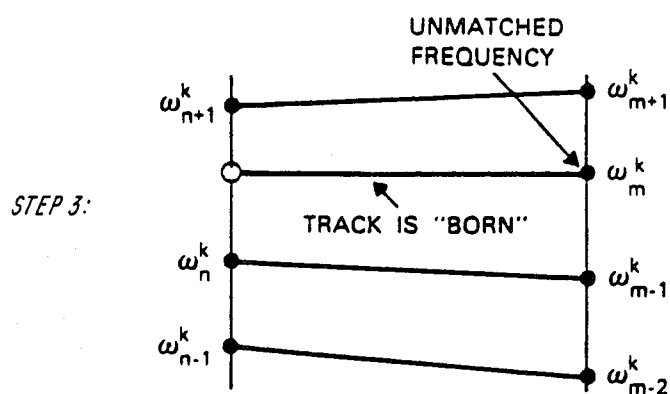 UNMATCHED
FREQUENCY
ω^k_{n+1}
ω^k_{m+1}
ω^k_m
STEP 3:
TRACK IS "BORN"
ω^k_n
ω^k_{m-1}
ω^k_{n-1}
ω^k_{m-2}